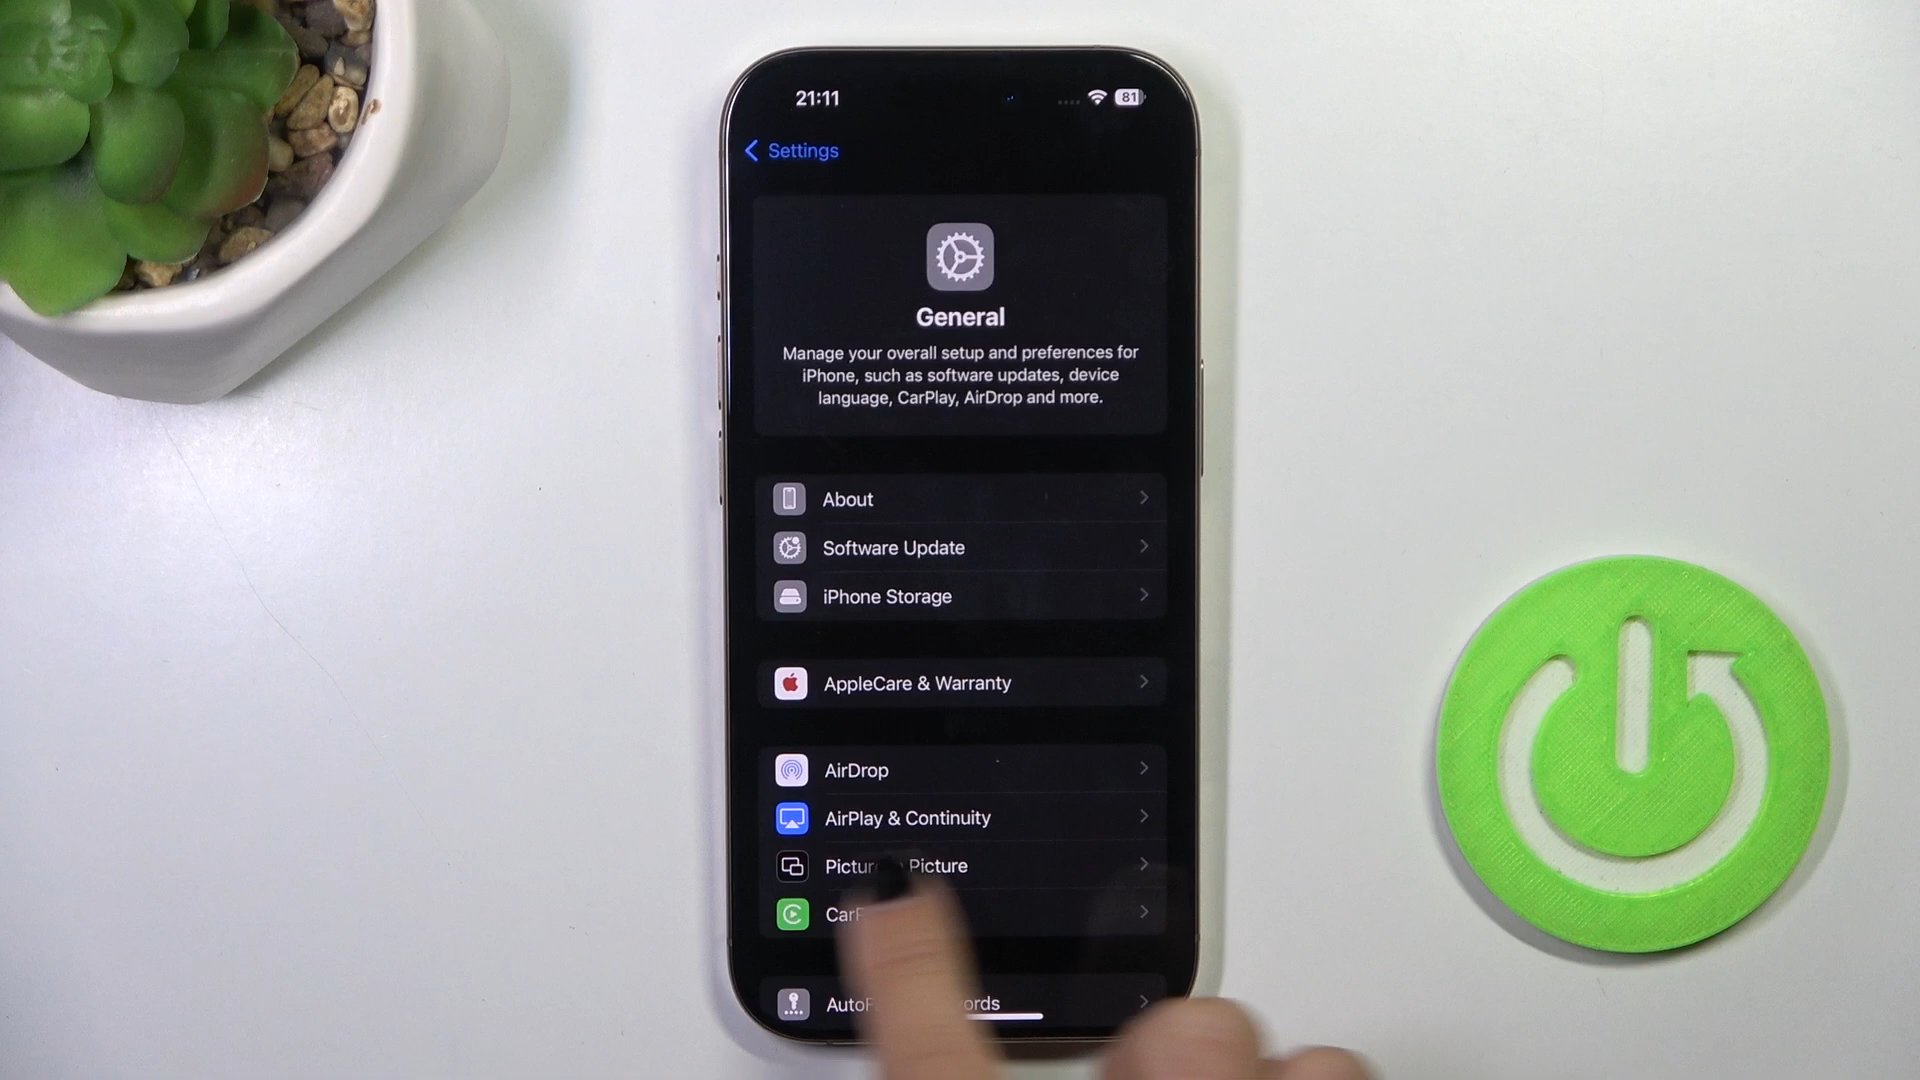 21:11
81
Settings
General
Manage your overall setup and preferences for
iPhone, such as software updates, device
language, CarPlay, AirDrop and more.
About
Software Update
iPhone Storage
AppleCare & Warranty
AirDrop
AirPlay & Continuity
Picture Picture